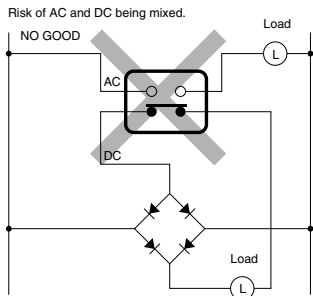 Risk of AC and DC being mixed.
Load
NO GOOD
L
AC
DC
Load
L